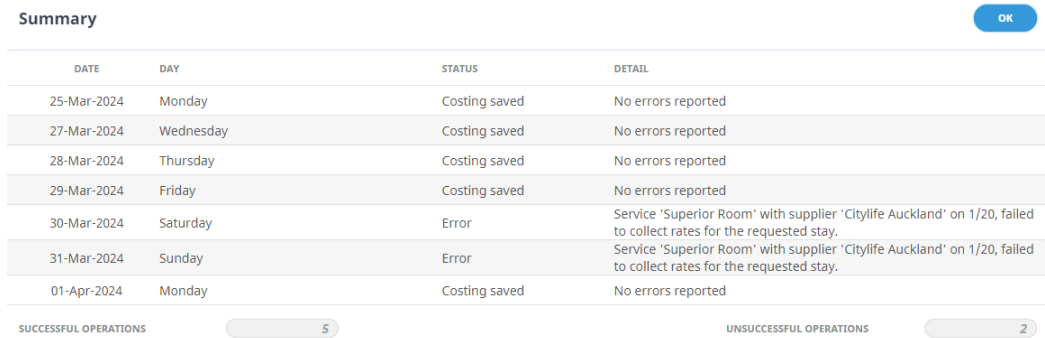 Summary
OK
DATE DAY STATUS DETAIL
25-Mar-2024 Monday Costing saved No errors reported
27-Mar-2024 Wednesday Costing saved No errors reported
28-Mar-2024 Thursday Costing saved No errors reported
29-Mar-2024 Friday Costing saved No errors reported
30-Mar-2024 Saturday Error Service 'Superior Room' with supplier 'Citylife Auckland' on 1/20, failed
to collect rates for the requested stay.
31-Mar-2024 Sunday Error Service 'Superior Room' with supplier 'Citylife Auckland' on 1/20, failed
to collect rates for the requested stay.
01-Apr-2024 Monday Costing saved No errors reported
SUCCESSFUL OPERATIONS 5 UNSUCCESSFUL OPERATIONS 2